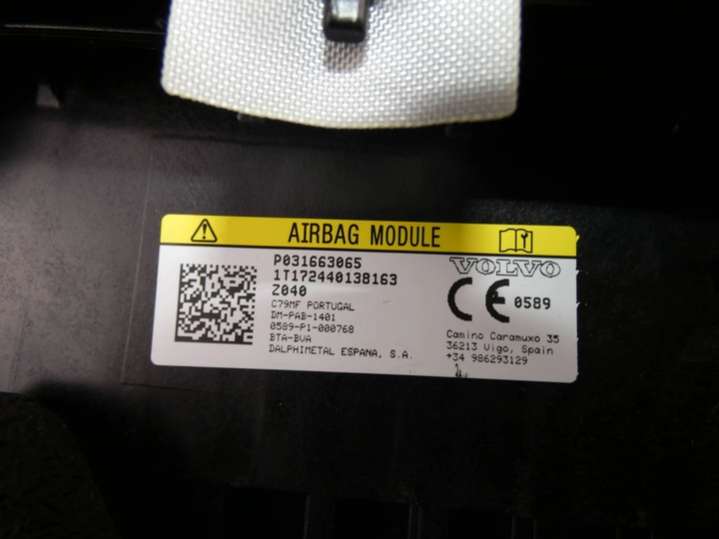 AIRBAG MODULE
P031663065
1T172440138163
Z040
C79MF PORTUGAL
DM-PAB-1401
0589-P1-000768
BTA-BVA
DALPHIMETAL ESPANA, S.A.
VOLVO
CE 0589
Camino Caramuxo 35
36213 Vigo, Spain
+34 986293129